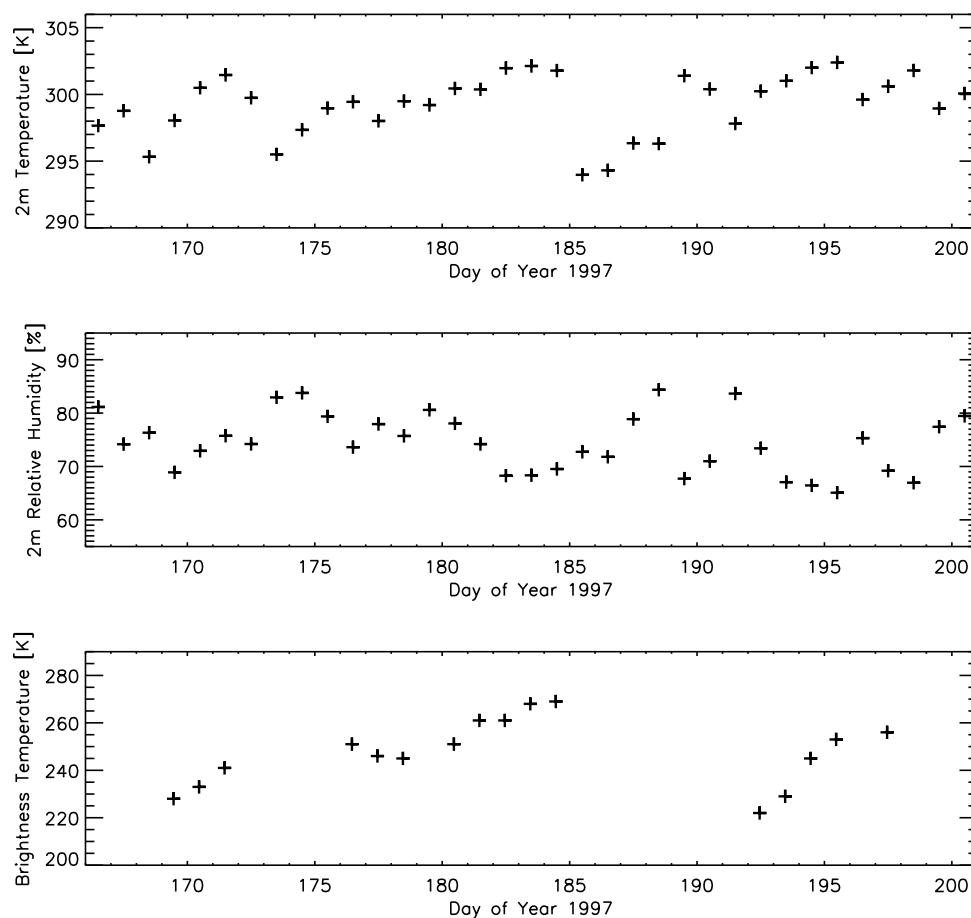 2m Temperature [K]
305
300
295
290
170 175 180 185 190 195 200
Day of Year 1997
2m Relative Humidity [%]
90
80
70
60
170 175 180 185 190 195 200
Day of Year 1997
Brightness Temperature [K]
280
260
240
220
200
170 175 180 185 190 195 200
Day of Year 1997